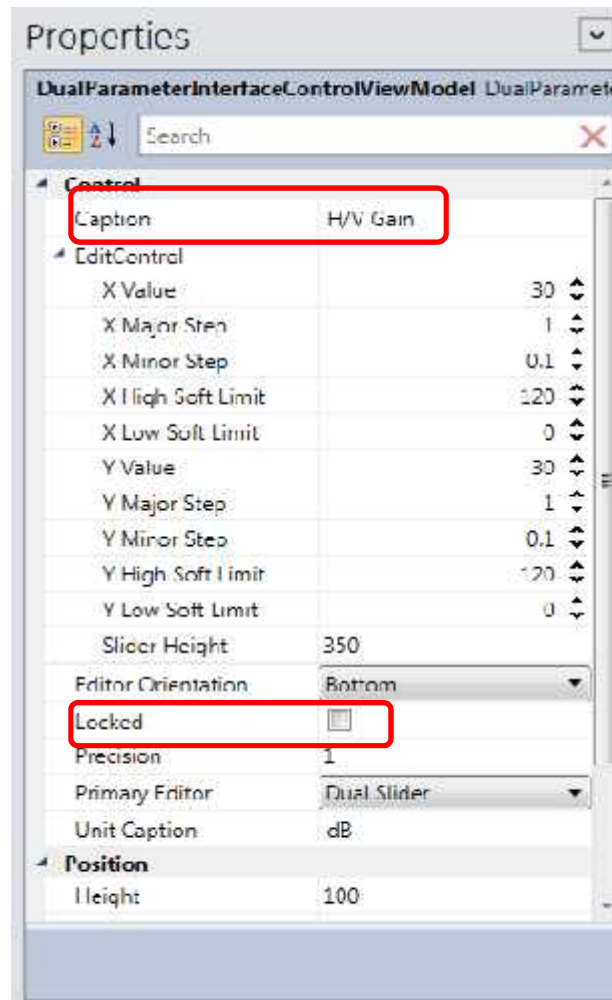 Properties
DualParameterInterfaceControlViewModel DualParamet
Search
Control
Caption H/V Gain
EditControl
X Value 30
X Major Step 1
X Minor Step 0.1
X High Soft Limit 120
X Low Soft Limit 0
Y Value 30
Y Major Step 1
Y Minor Step 0.1
Y High Soft Limit 120
Y Low Soft Limit 0
Slider Height 350
Editor Orientation Bottom
Locked
Precision 1
Primary Editor Dual Slider
Unit Caption dB
Position
Height 100